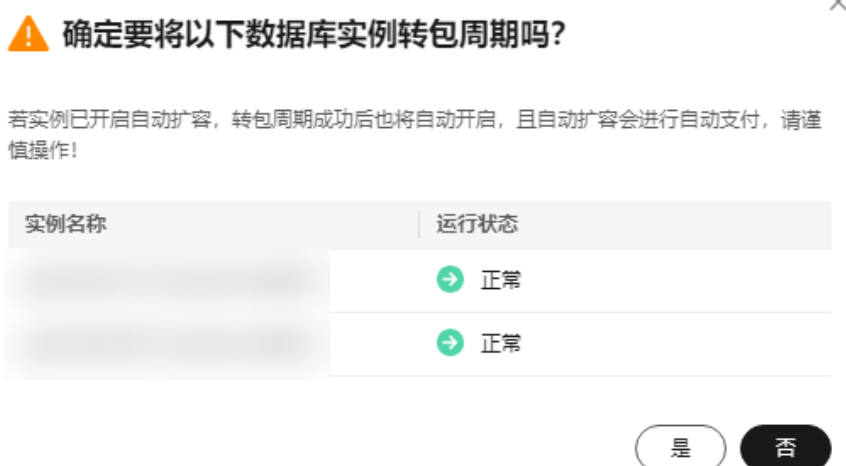 确定要将以下数据库实例转包周期吗？
若实例已开启自动扩容，转包周期成功后也将自动开启，且自动扩容会进行自动支付，请谨
慎操作！
实例名称 运行状态
正常
正常
是 否